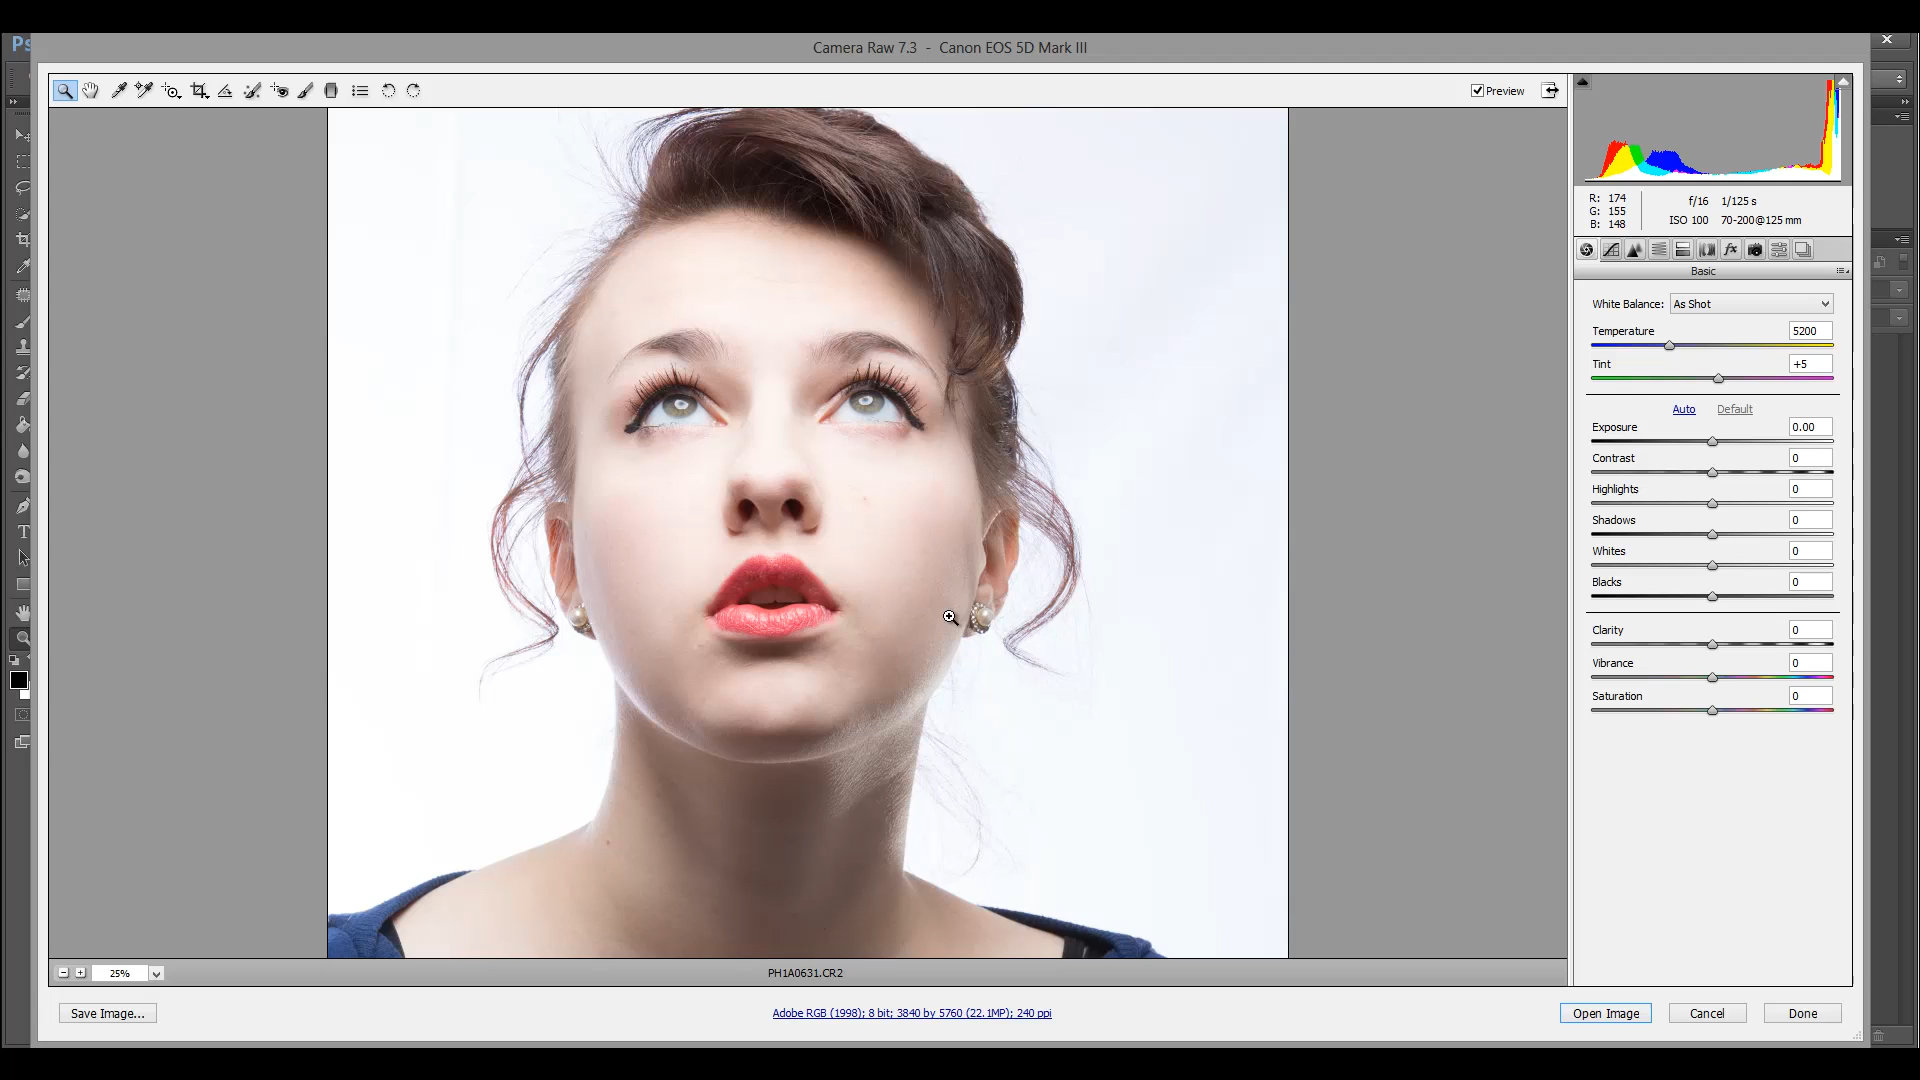 Ps
Camera Raw 7.3 - Canon EOS 5D Mark III
Preview
R: 174
G: 155
B: 148
f/16 1/125 s
ISO 100 70-200@125 mm
fx
Basic
White Balance: As Shot
Temperature 5200
Tint +5
Auto Default
Exposure 0.00
Contrast 0
Highlights 0
Shadows 0
Whites 0
Blacks 0
Clarity 0
Vibrance 0
Saturation 0
T
25%
PH1A0631.CR2
Save Image...
Adobe RGB (1998); 8 bit; 3840 by 5760 (22.1MP); 240 ppi
Open Image
Cancel
Done